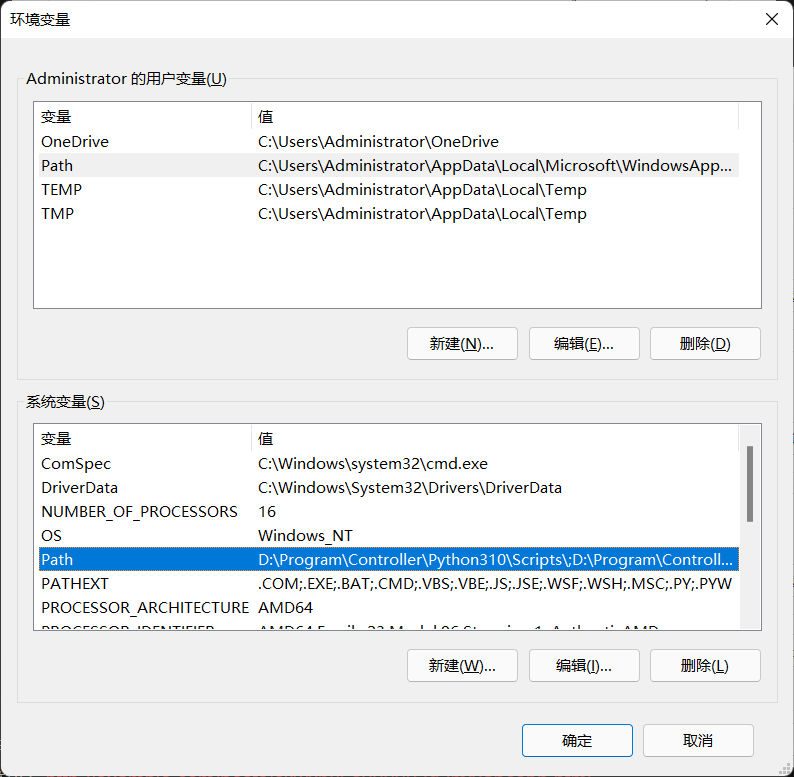 环境变量
Administrator 的用户变量(U)
变量 值
OneDrive C:\Users\Administrator\OneDrive
Path C:\Users\Administrator\AppData\Local\Microsoft\WindowsApp...
TEMP C:\Users\Administrator\AppData\Local\Temp
TMP C:\Users\Administrator\AppData\Local\Temp
新建(N)... 编辑(E)... 删除(D)
系统变量(S)
变量 值
ComSpec C:\Windows\system32\cmd.exe
DriverData C:\Windows\System32\Drivers\DriverData
NUMBER_OF_PROCESSORS 16
OS Windows_NT
Path D:\Program\Controller\Python310\Scripts\;D:\Program\Controll...
PATHEXT .COM;.EXE;.BAT;.CMD;.VBS;.VBE;.JS;.JSE;.WSF;.WSH;.MSC;.PY;.PYW
PROCESSOR_ARCHITECTURE AMD64
PROCESSOR_IDENTIFIER AMD64 Family
新建(W)... 编辑(I)... 删除(L)
确定 取消